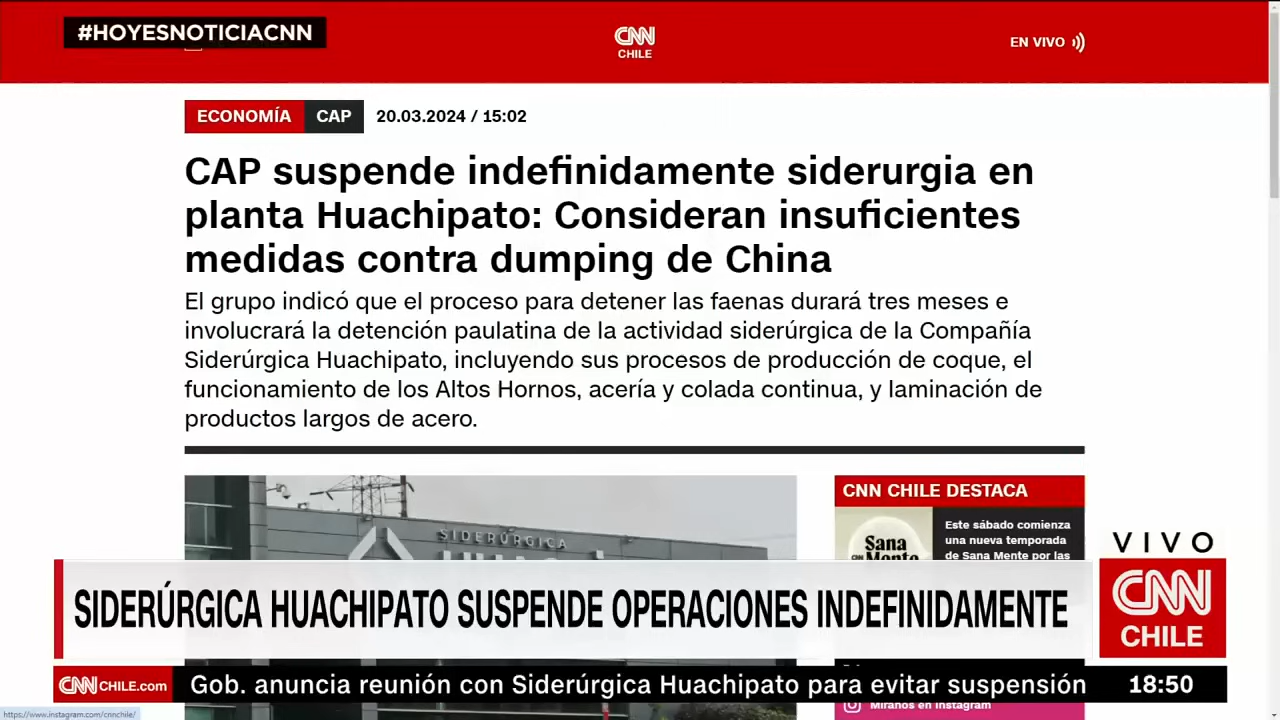 #HOYESNOTICIACNN
CNN
CHILE
EN VIVO
ECONOMÍA CAP 20.03.2024 / 15:02
CAP suspende indefinidamente siderurgia en
planta Huachipato: Consideran insuficientes
medidas contra dumping de China
El grupo indicó que el proceso para detener las faenas durará tres meses e
involucrará la detención paulatina de la actividad siderúrgica de la Compañía
Siderúrgica Huachipato, incluyendo sus procesos de producción de coque, el
funcionamiento de los Altos Hornos, acería y colada continua, y laminación de
productos largos de acero.
CNN CHILE DESTACA
Este sábado comienza
una nueva temporada
de Sana Mente por las
Sana
CNN Mente
SIDERÚRGICA
VIVO
CNN
CHILE
SIDERÚRGICA HUACHIPATO SUSPENDE OPERACIONES INDEFINIDAMENTE
CNN CHILE.com
Gob. anuncia reunión con Siderúrgica Huachipato para evitar suspensión
18:50
Míranos en Instagram
https://www.instagram.com/cnnchile/